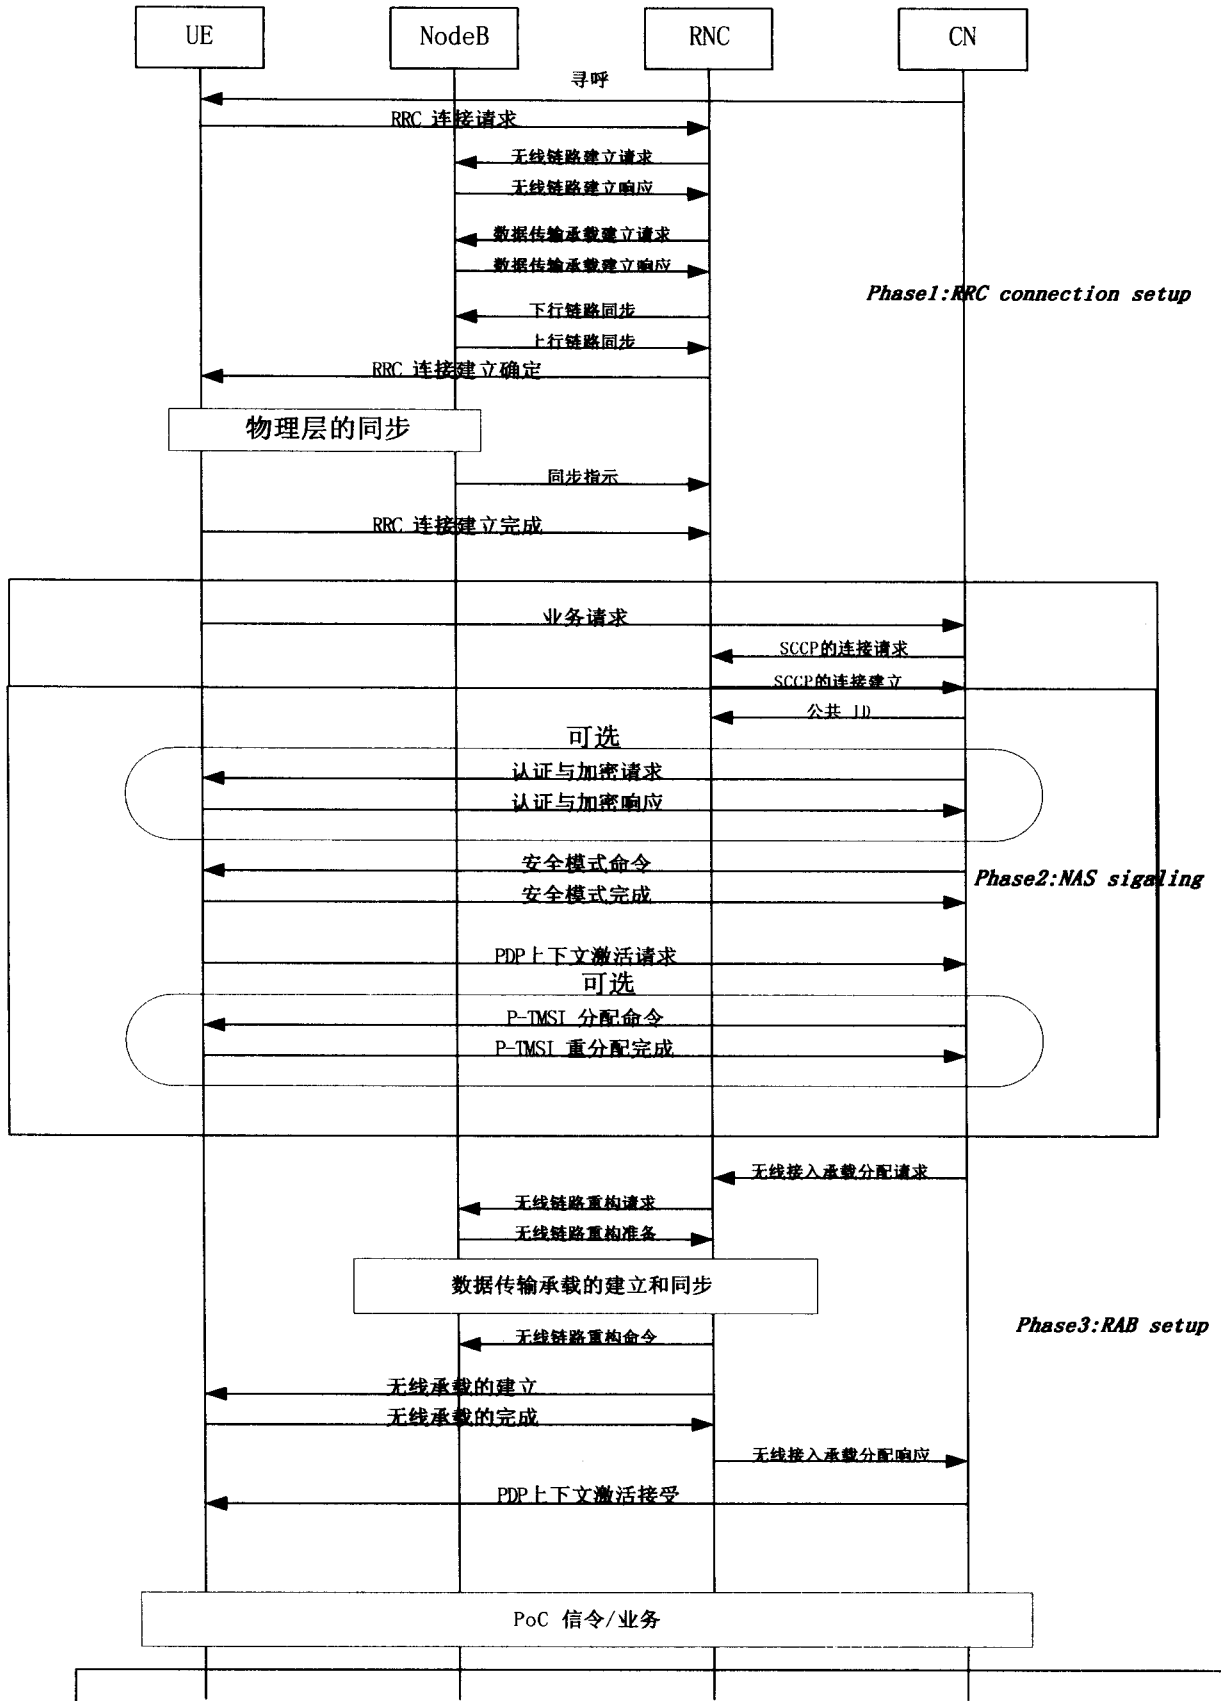 UE
NodeB
RNC
CN
寻呼
RRC 连接请求
无线链路建立请求
无线链路建立响应
数据传输承载建立请求
数据传输承载建立响应
Phase1:RRC connection setup
下行链路同步
上行链路同步
RRC 连接建立确定
物理层的同步
同步指示
RRC 连接建立完成
业务请求
SCCP的连接请求
SCCP的连接建立
公共 ID
可选
认证与加密请求
认证与加密响应
安全模式命令
Phase2:NAS sigaling
安全模式完成
PDP上下文激活请求
可选
P-TMSI 分配命令
P-TMSI 重分配完成
无线接入承载分配请求
无线链路重构请求
无线链路重构准备
数据传输承载的建立和同步
Phase3:RAB setup
无线链路重构命令
无线承载的建立
无线承载的完成
无线接入承载分配响应
PDP上下文激活接受
PoC 信令/业务